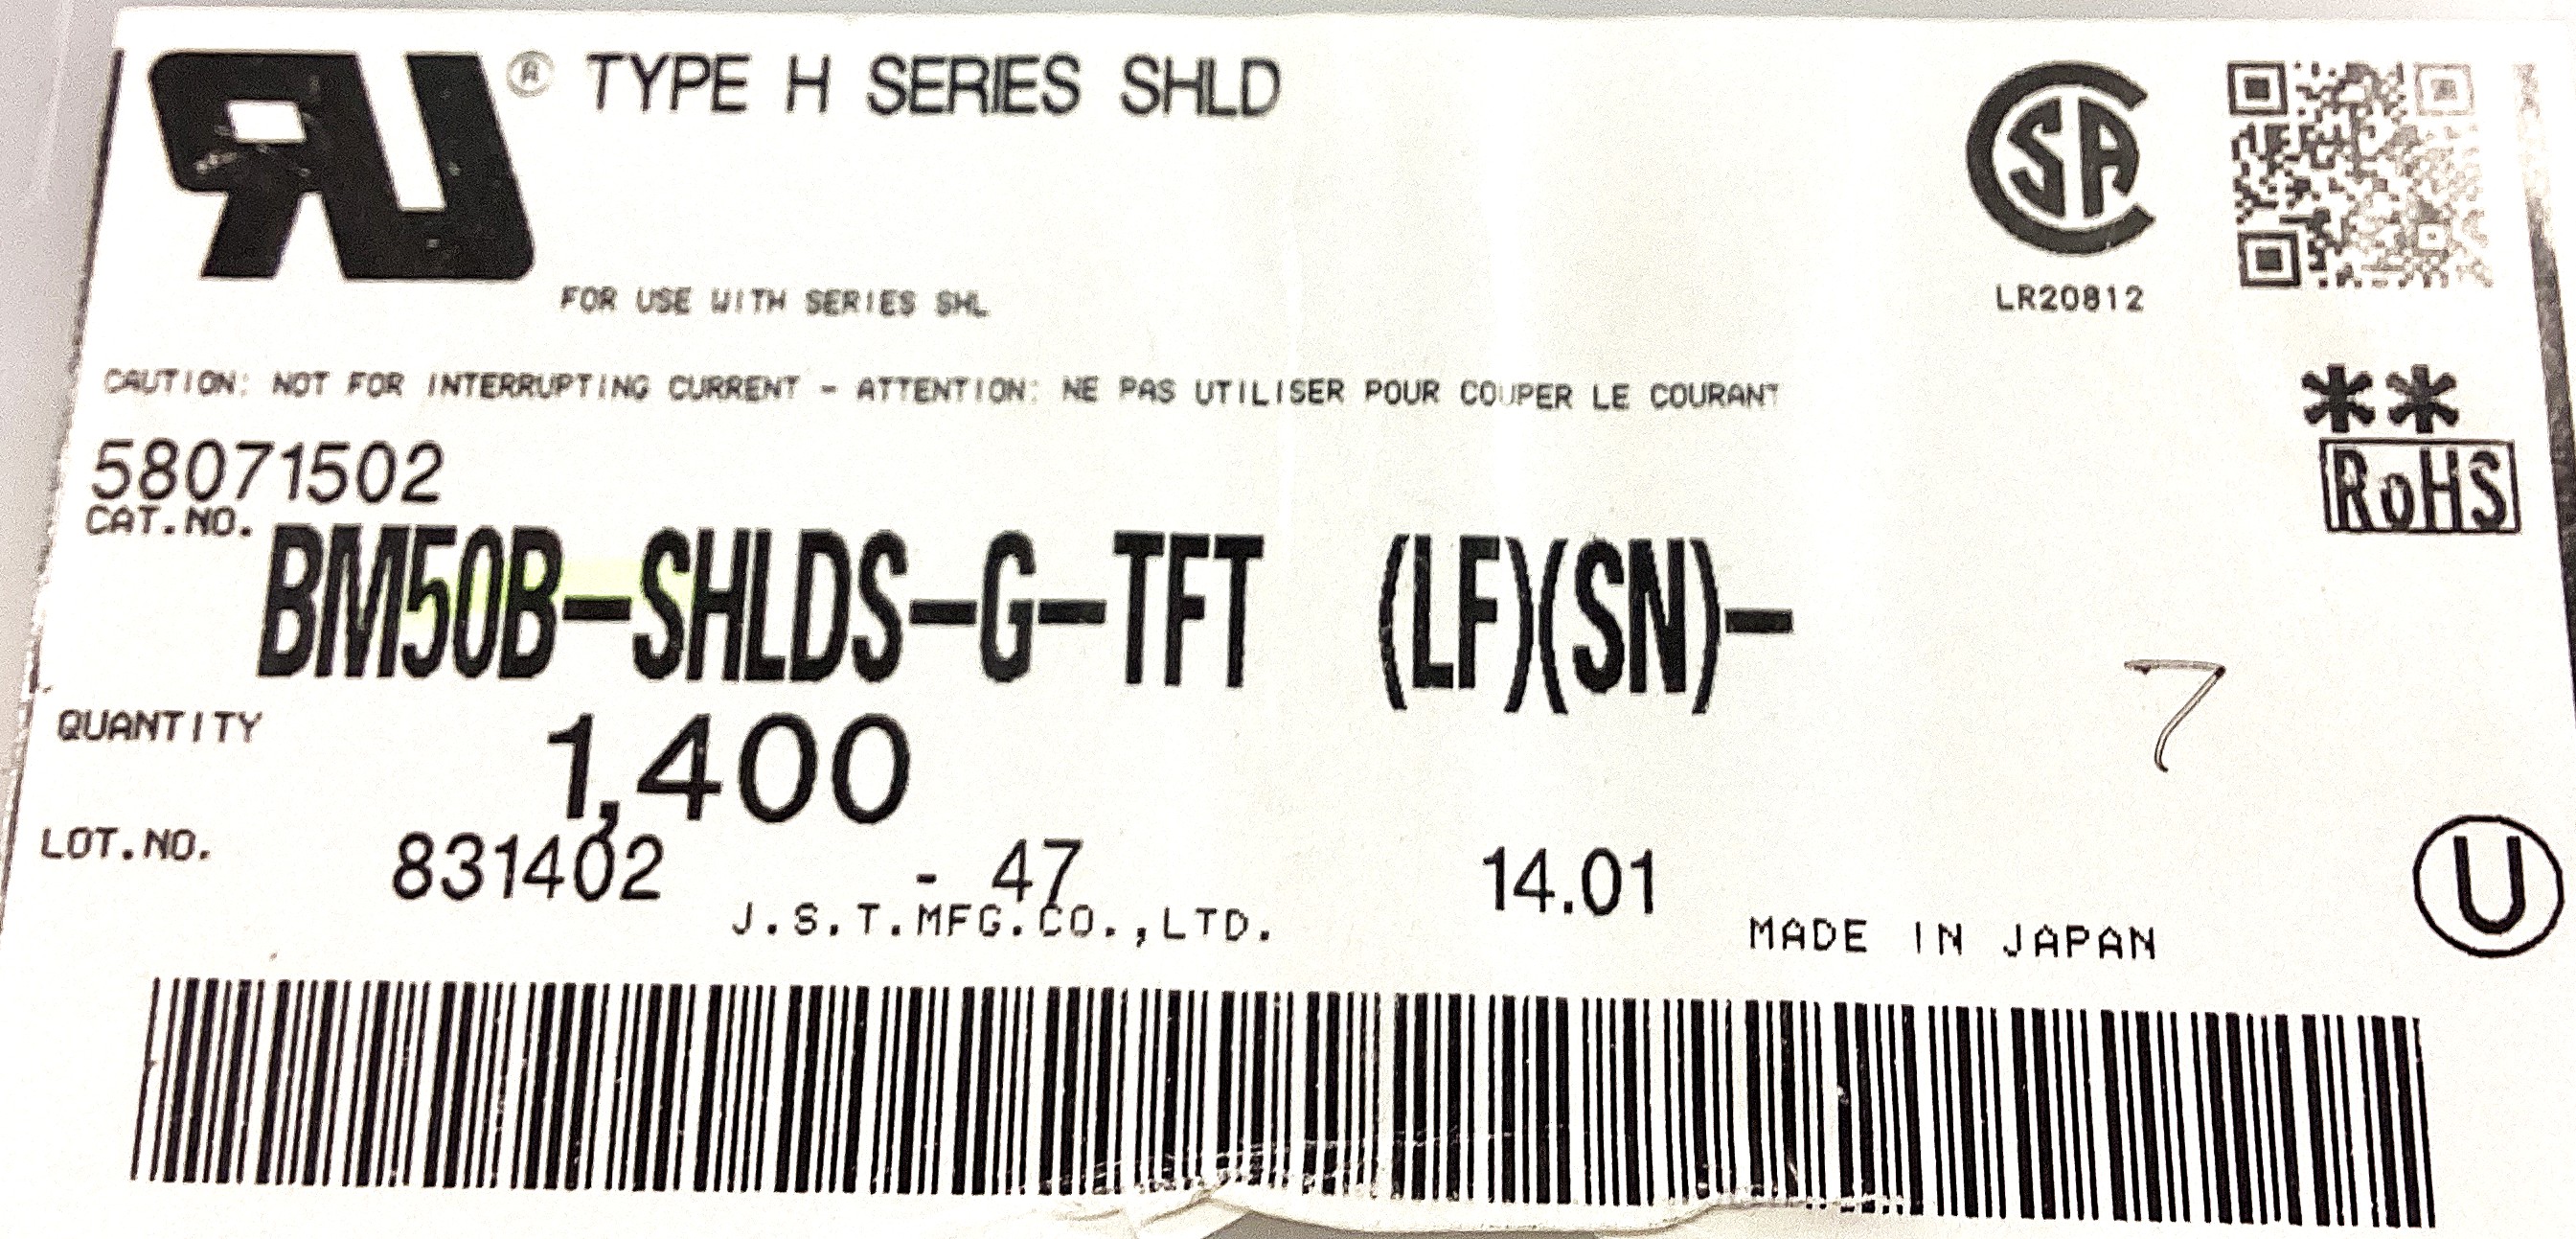 RU® TYPE H SERIES SHLD
CSA
LR20812
FOR USE WITH SERIES SHL
CAUTION: NOT FOR INTERRUPTING CURRENT - ATTENTION: NE PAS UTILISER POUR COUPER LE COURANT
**
RoHS
58071502
CAT.NO. BM50B-SHLDS-G-TFT (LF)(SN)-
7
QUANTITY 1,400
LOT.NO. 831402 - 47 14.01
U
J.S.T.MFG.CO.,LTD. MADE IN JAPAN